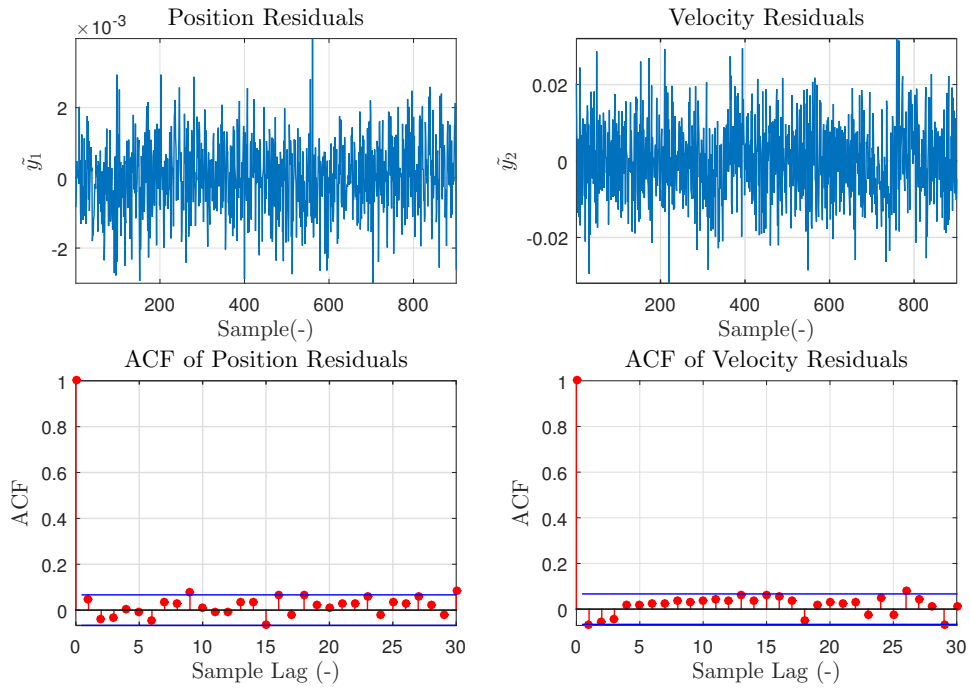 Position Residuals
×10⁻³
2
0
-2
ỹ₁
200 400 600 800
Sample(-)
Velocity Residuals
0.02
0
-0.02
ỹ₂
200 400 600 800
Sample(-)
ACF of Position Residuals
1
0.8
0.6
0.4
0.2
0
ACF
0 5 10 15 20 25 30
Sample Lag (-)
ACF of Velocity Residuals
1
0.8
0.6
0.4
0.2
0
ACF
0 5 10 15 20 25 30
Sample Lag (-)